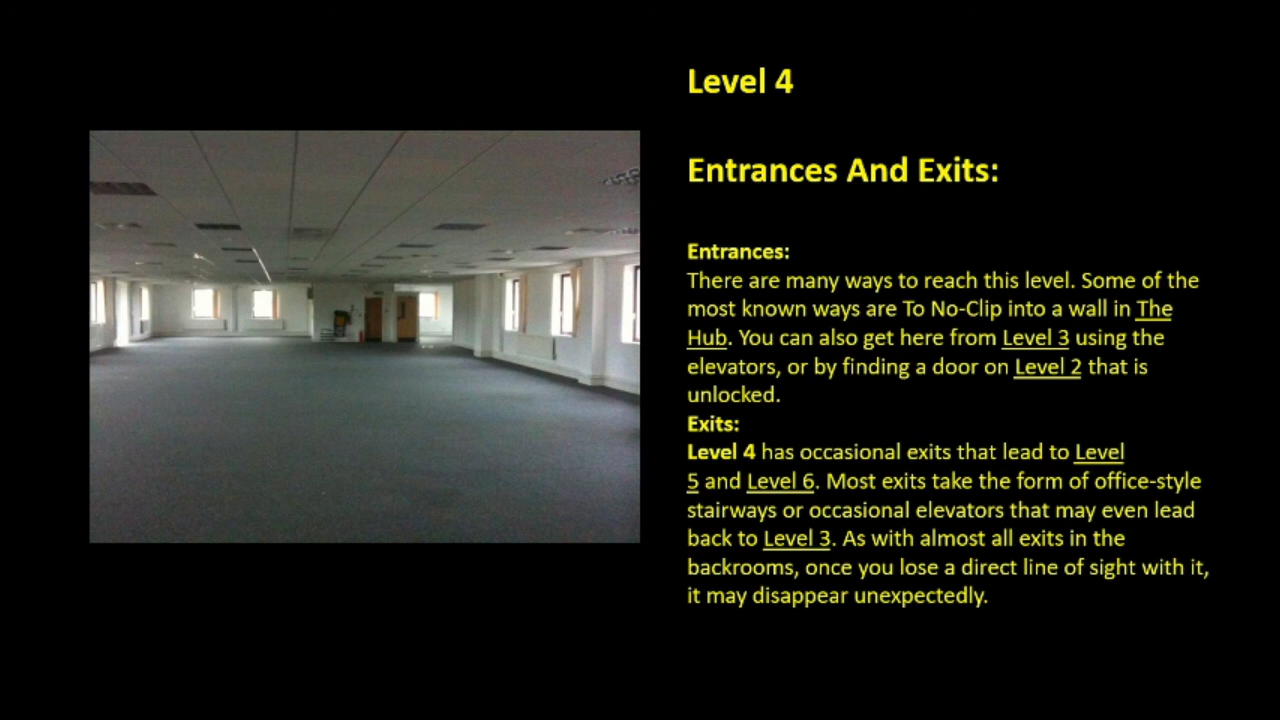 Level 4
Entrances And Exits:
Entrances:
There are many ways to reach this level. Some of the
most known ways are To No-Clip into a wall in The
Hub. You can also get here from Level 3 using the
elevators, or by finding a door on Level 2 that is
unlocked.
Exits:
Level 4 has occasional exits that lead to Level
5 and Level 6. Most exits take the form of office-style
stairways or occasional elevators that may even lead
back to Level 3. As with almost all exits in the
backrooms, once you lose a direct line of sight with it,
it may disappear unexpectedly.